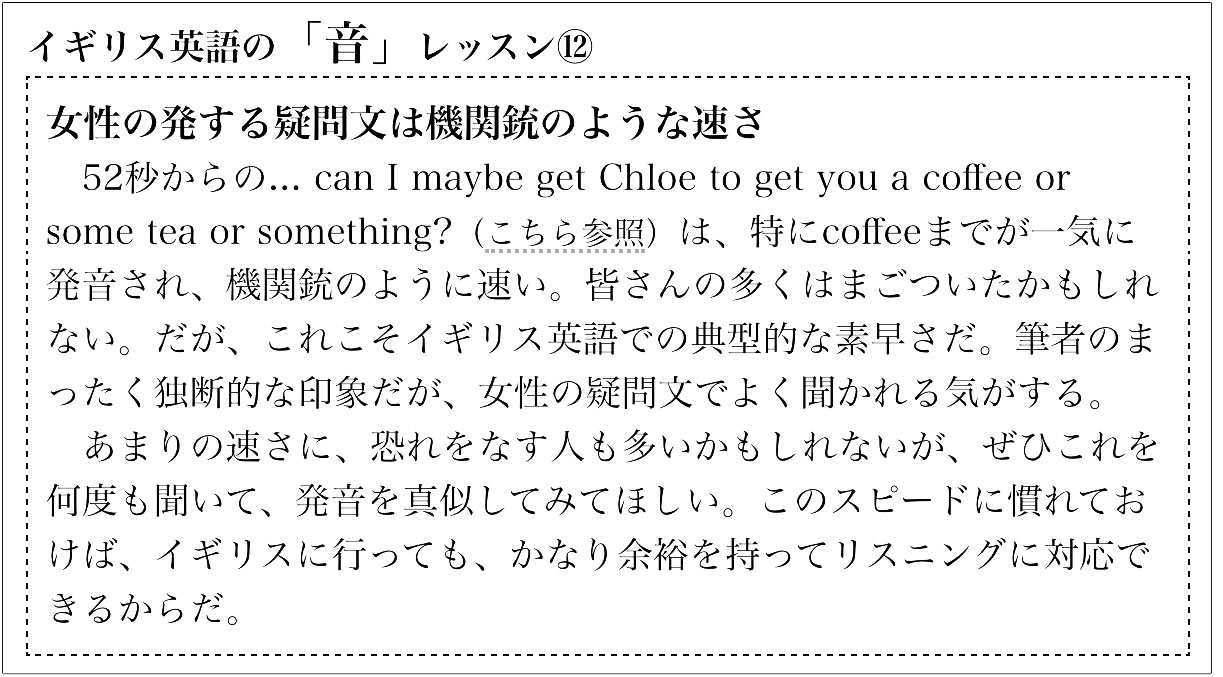 イギリス英語の「音」レッスン⑫
女性の発する疑問文は機関銃のような速さ
　52秒からの... can I maybe get Chloe to get you a coffee or
some tea or something?（こちら参照）は、特にcoffeeまでが一気に
発音され、機関銃のように速い。皆さんの多くはまごついたかもしれ
ない。だが、これこそイギリス英語での典型的な素早さだ。筆者のま
ったく独断的な印象だが、女性の疑問文でよく聞かれる気がする。
　あまりの速さに、恐れをなす人も多いかもしれないが、ぜひこれを
何度も聞いて、発音を真似してみてほしい。このスピードに慣れてお
けば、イギリスに行っても、かなり余裕を持ってリスニングに対応で
きるからだ。